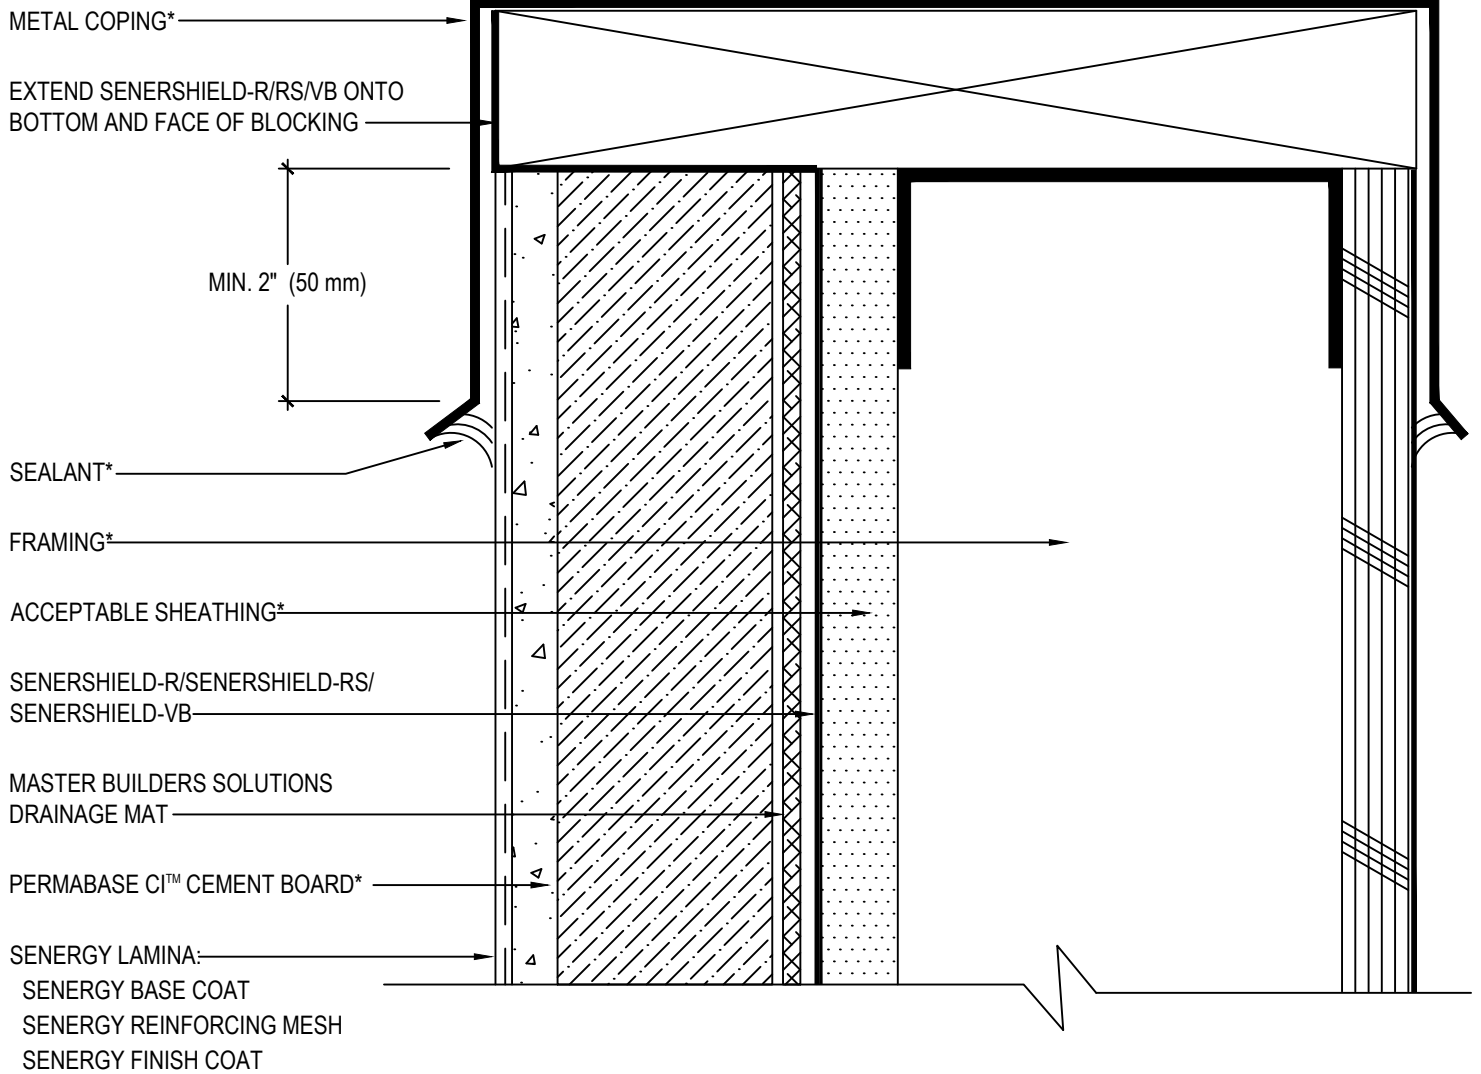 METAL COPING*
EXTEND SENERSHIELD-R/RS/VB ONTO
BOTTOM AND FACE OF BLOCKING
MIN. 2" (50 mm)
SEALANT*
FRAMING*
ACCEPTABLE SHEATHING*
SENERSHIELD-R/SENERSHIELD-RS/
SENERSHIELD-VB
MASTER BUILDERS SOLUTIONS
DRAINAGE MAT
PERMABASE CI™ CEMENT BOARD*
SENERGY LAMINA:
SENERGY BASE COAT
SENERGY REINFORCING MESH
SENERGY FINISH COAT